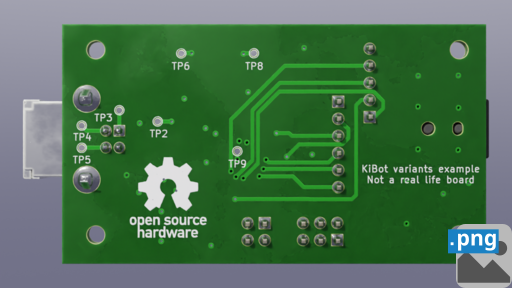 TP6
TP8
TP3
TP4
TP2
TP5
TP9
KiBot variants example
Not a real life board
open source
hardware
.png